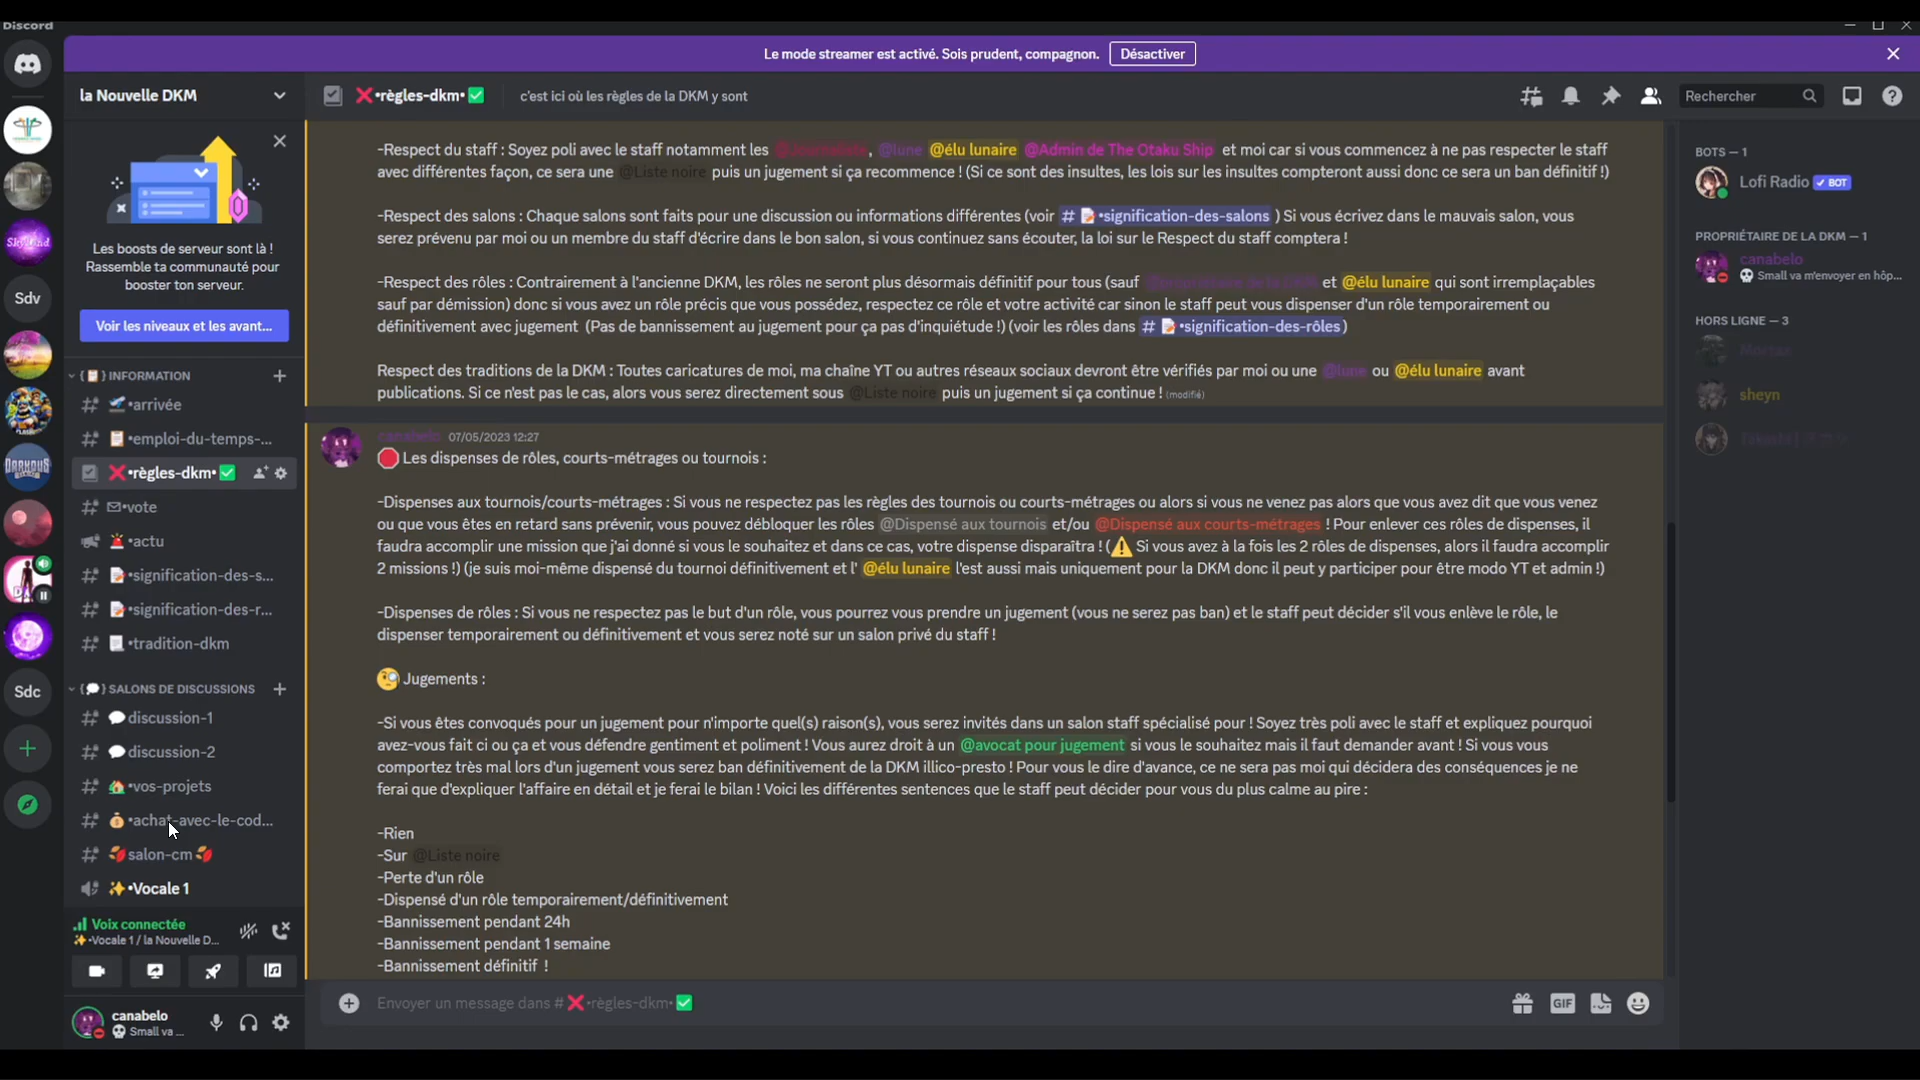 Discord
Le mode streamer est activé. Sois prudent, compagnon. Désactiver
la Nouvelle DKM
❌•règles-dkm•✅ c'est ici où les règles de la DKM y sont
Rechercher
Les boosts de serveur sont là !
Rassemble ta communauté pour
booster ton serveur.
Voir les niveaux et les avant...
{📋} INFORMATION
🛫•arrivée
📋•emploi-du-temps-...
❌•règles-dkm•✅
✉•vote
🚨•actu
📝•signification-des-s...
📝•signification-des-r...
📃•tradition-dkm
{💬} SALONS DE DISCUSSIONS
💬discussion-1
💬discussion-2
🏠•vos-projets
💰•achat-avec-le-cod...
🍂salon-cm🍂
✨•Vocale 1
Voix connectée
✨•Vocale 1 / la Nouvelle D...
canabelo
💀 Small va ...
Skyland
Sdv
DARKQUS
Sdc
-Respect du staff : Soyez poli avec le staff notamment les @Journaliste, @lune @élu lunaire @Admin de The Otaku Ship et moi car si vous commencez à ne pas respecter le staff
avec différentes façon, ce sera une @Liste noire puis un jugement si ça recommence ! (Si ce sont des insultes, les lois sur les insultes compteront aussi donc ce sera un ban définitif !)
-Respect des salons : Chaque salons sont faits pour une discussion ou informations différentes (voir # 📝•signification-des-salons ) Si vous écrivez dans le mauvais salon, vous
serez prévenu par moi ou un membre du staff d'écrire dans le bon salon, si vous continuez sans écouter, la loi sur le Respect du staff comptera !
-Respect des rôles : Contrairement à l'ancienne DKM, les rôles ne seront plus désormais définitif pour tous (sauf @propriétaire de la DKM et @élu lunaire qui sont irremplaçables
sauf par démission) donc si vous avez un rôle précis que vous possédez, respectez ce rôle et votre activité car sinon le staff peut vous dispenser d'un rôle temporairement ou
définitivement avec jugement (Pas de bannissement au jugement pour ça pas d'inquiétude !) (voir les rôles dans # 📝•signification-des-rôles )
Respect des traditions de la DKM : Toutes caricatures de moi, ma chaîne YT ou autres réseaux sociaux devront être vérifiés par moi ou une @lune ou @élu lunaire avant
publications. Si ce n'est pas le cas, alors vous serez directement sous @Liste noire puis un jugement si ça continue ! (modifié)
canabelo 07/05/2023 12:27
🛑 Les dispenses de rôles, courts-métrages ou tournois :
-Dispenses aux tournois/courts-métrages : Si vous ne respectez pas les règles des tournois ou courts-métrages ou alors si vous ne venez pas alors que vous avez dit que vous venez
ou que vous êtes en retard sans prévenir, vous pouvez débloquer les rôles @Dispensé aux tournois et/ou @Dispensé aux courts-métrages ! Pour enlever ces rôles de dispenses, il
faudra accomplir une mission que j'ai donné si vous le souhaitez et dans ce cas, votre dispense disparaîtra ! (⚠ Si vous avez à la fois les 2 rôles de dispenses, alors il faudra accomplir
2 missions !) (je suis moi-même dispensé du tournoi définitivement et l' @élu lunaire l'est aussi mais uniquement pour la DKM donc il peut y participer pour être modo YT et admin !)
-Dispenses de rôles : Si vous ne respectez pas le but d'un rôle, vous pourrez vous prendre un jugement (vous ne serez pas ban) et le staff peut décider s'il vous enlève le rôle, le
dispenser temporairement ou définitivement et vous serez noté sur un salon privé du staff !
🧐 Jugements :
-Si vous êtes convoqués pour un jugement pour n'importe quel(s) raison(s), vous serez invités dans un salon staff spécialisé pour ! Soyez très poli avec le staff et expliquez pourquoi
avez-vous fait ci ou ça et vous défendre gentiment et poliment ! Vous aurez droit à un @avocat pour jugement si vous le souhaitez mais il faut demander avant ! Si vous vous
comportez très mal lors d'un jugement vous serez ban définitivement de la DKM illico-presto ! Pour vous le dire d'avance, ce ne sera pas moi qui décidera des conséquences je ne
ferai que d'expliquer l'affaire en détail et je ferai le bilan ! Voici les différentes sentences que le staff peut décider pour vous du plus calme au pire :
-Rien
-Sur @Liste noire
-Perte d'un rôle
-Dispensé d'un rôle temporairement/définitivement
-Bannissement pendant 24h
-Bannissement pendant 1 semaine
-Bannissement définitif !
Envoyer un message dans # ❌•règles-dkm•✅
GIF
BOTS — 1
Lofi Radio ✓ BOT
PROPRIÉTAIRE DE LA DKM — 1
canabelo
💀 Small va m'envoyer en hôp...
HORS LIGNE — 3
sheyn